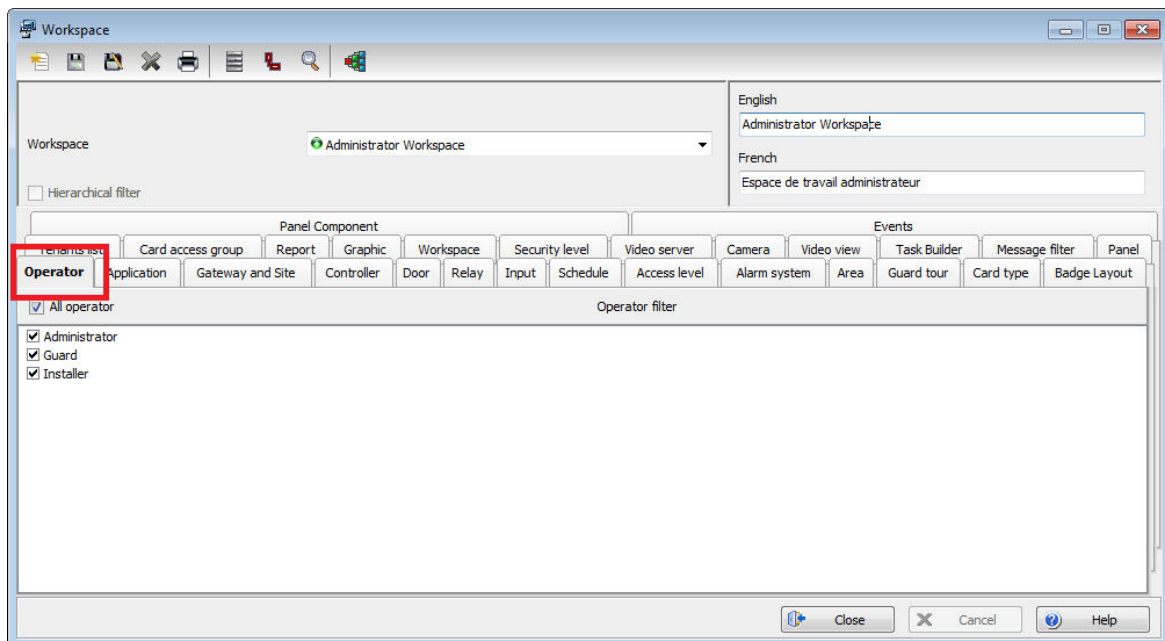 Workspace
English
Administrator Workspace
Workspace
Administrator Workspace
French
Hierarchical filter
Espace de travail administrateur
Panel Component Events
Tenants list Card access group Report Graphic Workspace Security level Video server Camera Video view Task Builder Message filter Panel
Operator Application Gateway and Site Controller Door Relay Input Schedule Access level Alarm system Area Guard tour Card type Badge Layout
All operator Operator filter
Administrator
Guard
Installer
Close Cancel Help